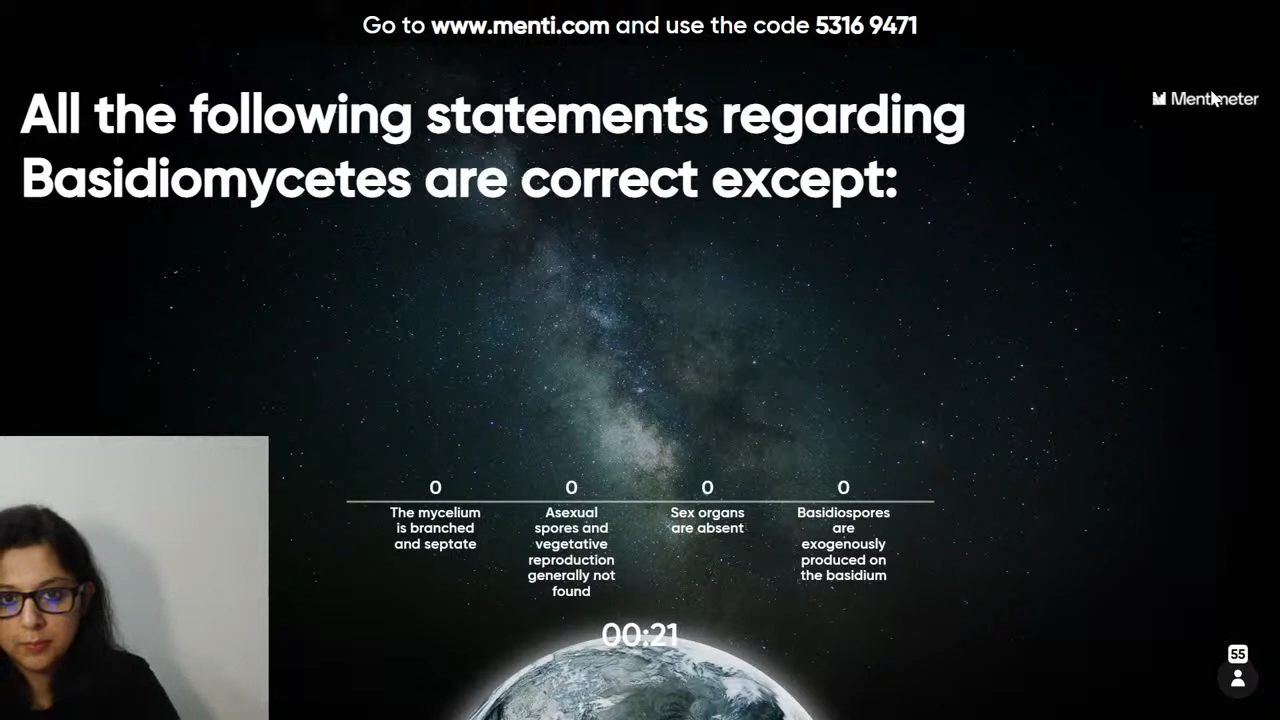 Go to www.menti.com and use the code 5316 9471
All the following statements regarding
Basidiomycetes are correct except:
Mentimeter
0
The mycelium
is branched
and septate
0
Asexual
spores and
vegetative
reproduction
generally not
found
0
Sex organs
are absent
0
Basidiospores
are
exogenously
produced on
the basidium
00:21
55